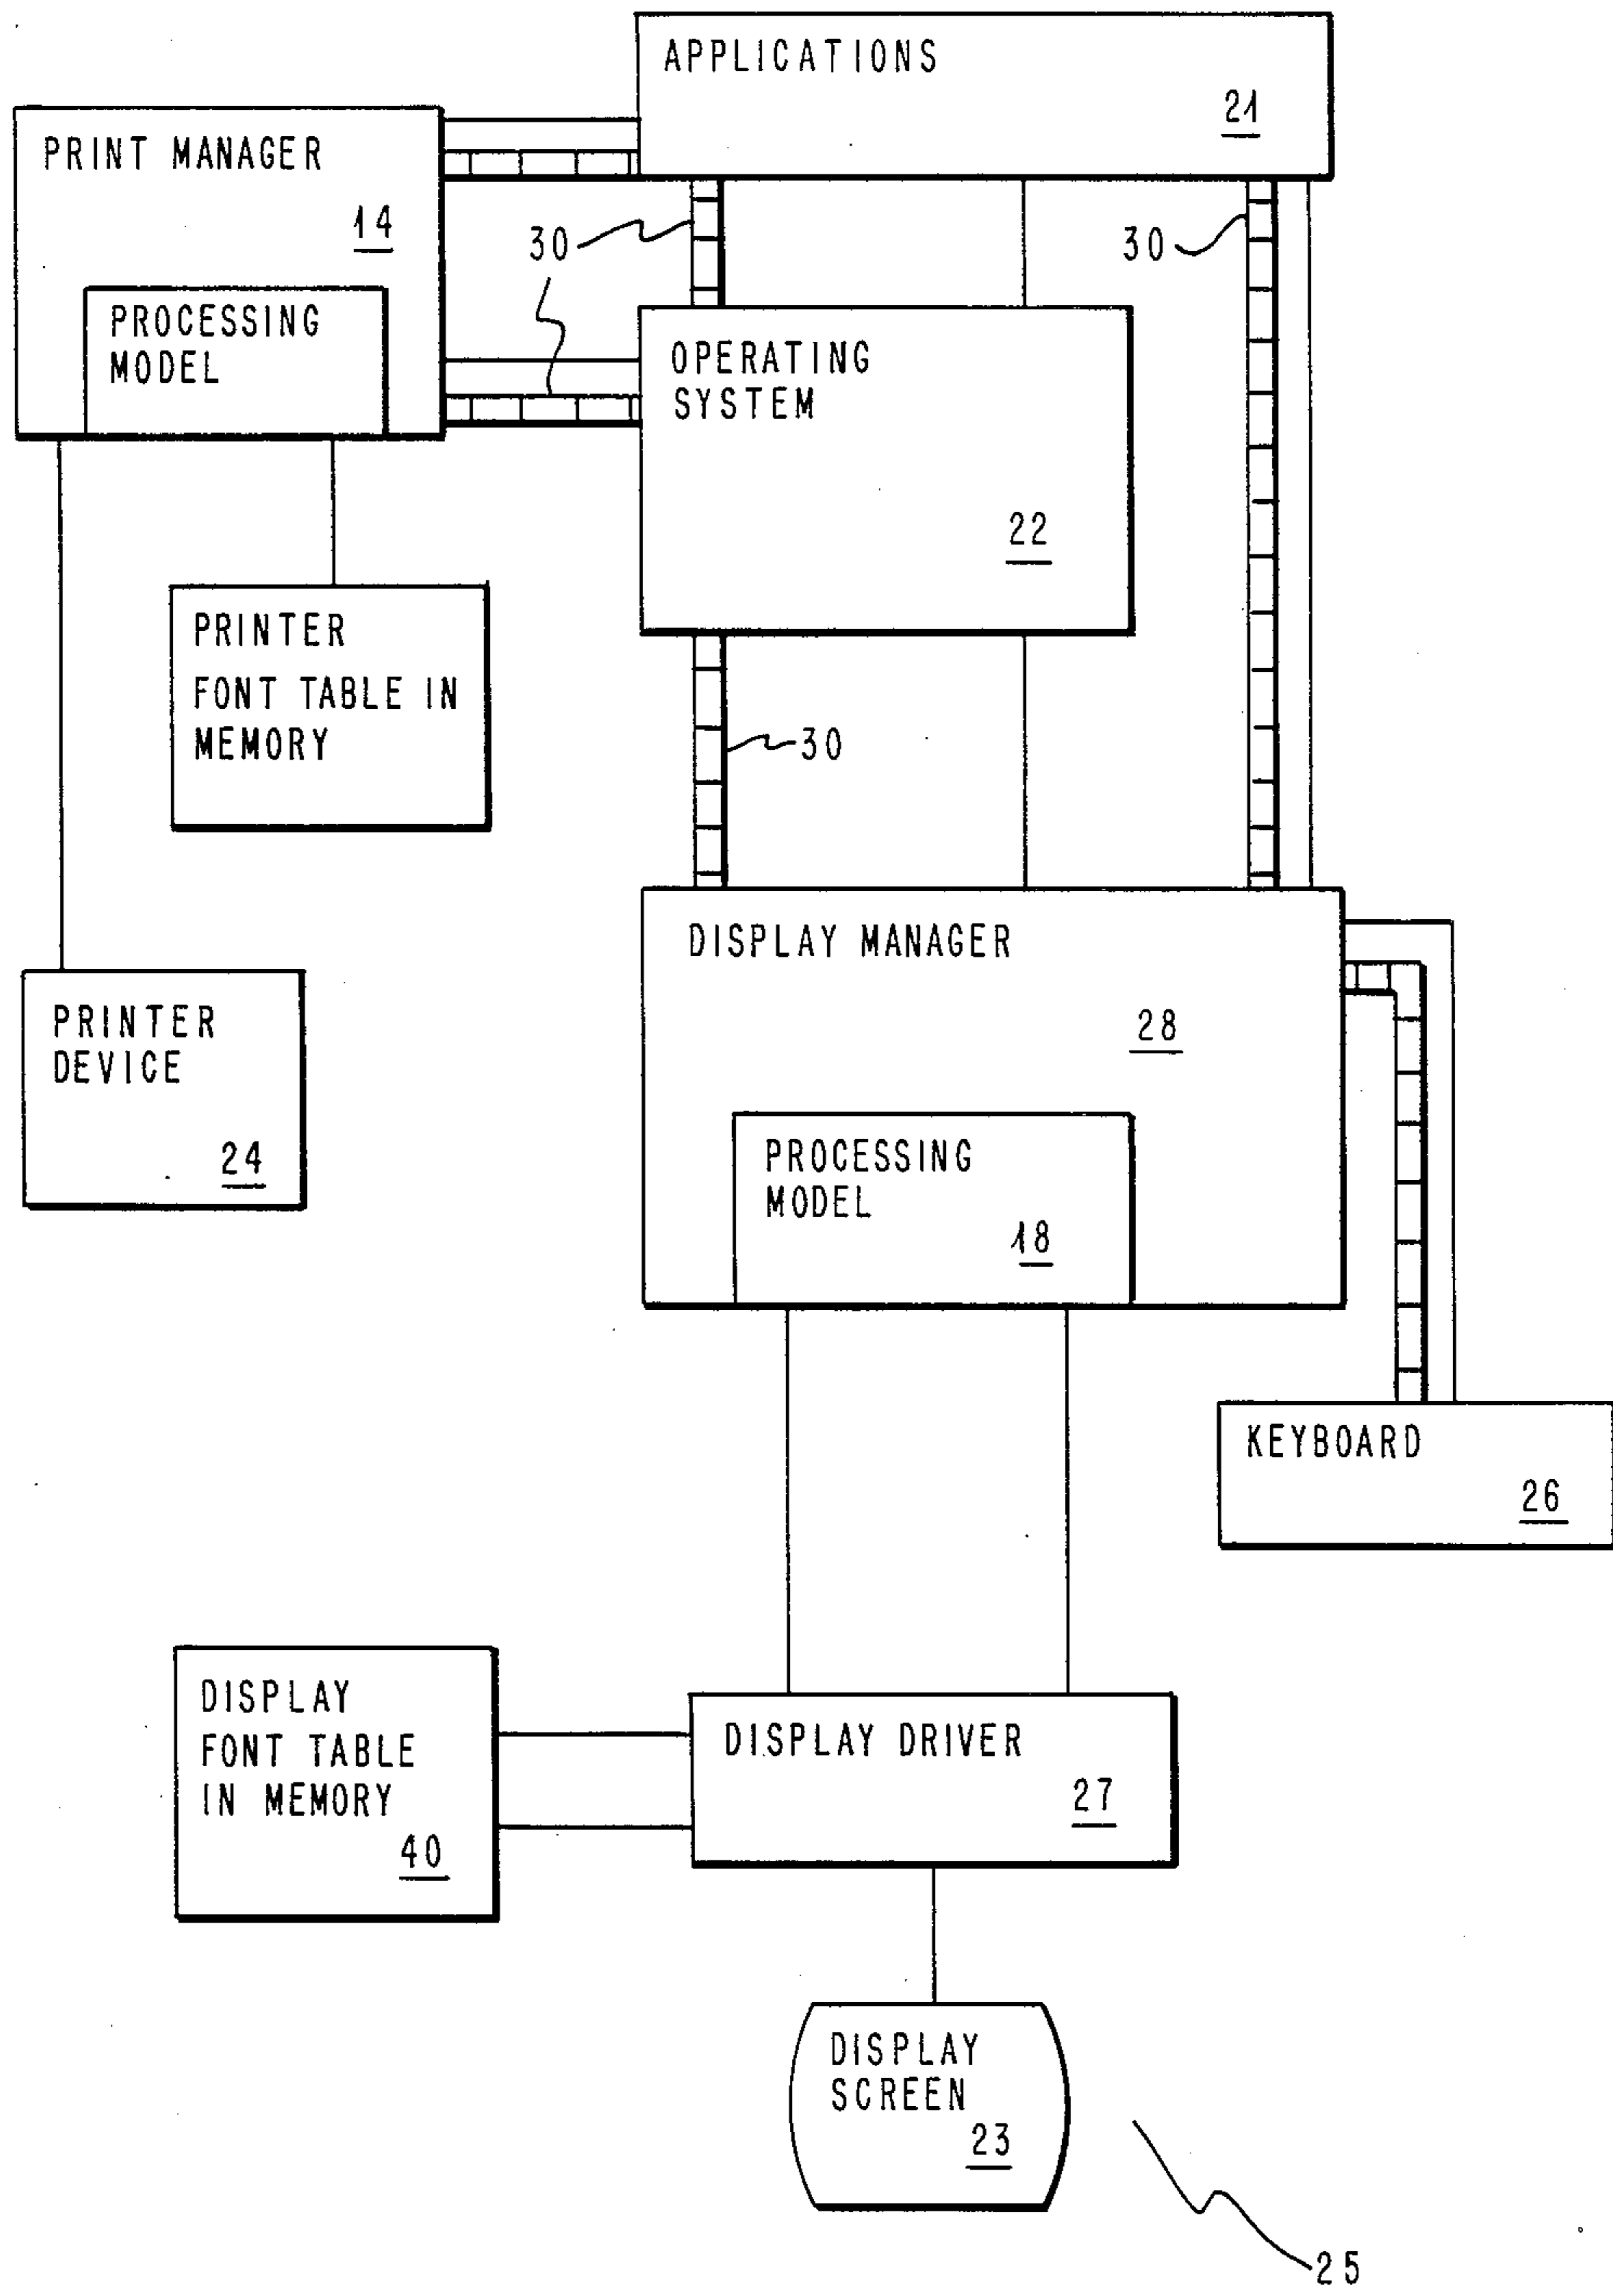 APPLICATIONS
21
PRINT MANAGER
14
PROCESSING
MODEL
30
30
OPERATING
SYSTEM
22
PRINTER
FONT TABLE IN
MEMORY
30
DISPLAY MANAGER
28
PRINTER
DEVICE
24
PROCESSING
MODEL
18
KEYBOARD
26
DISPLAY
FONT TABLE
IN MEMORY
40
DISPLAY DRIVER
27
DISPLAY
SCREEN
23
25